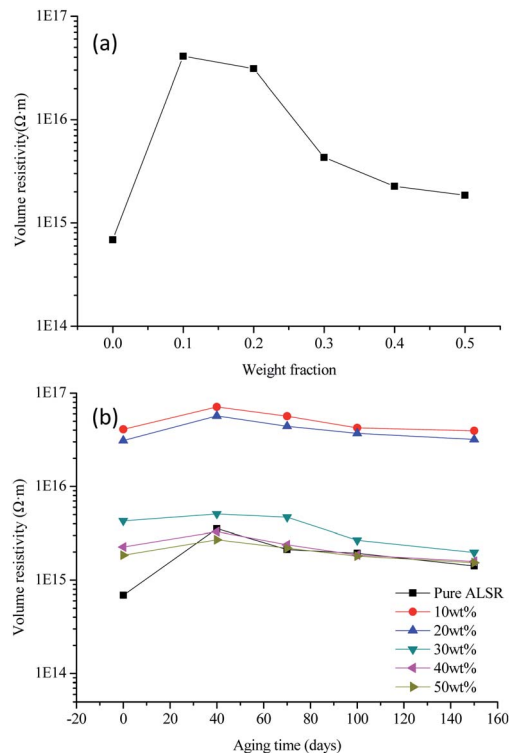 (a)
Volume resistivity(Ω·m)
1E17
1E16
1E15
1E14
0.0 0.1 0.2 0.3 0.4 0.5
Weight fraction
(b)
Volume resistivity (Ω·m)
1E17
1E16
1E15
1E14
Pure ALSR
10wt%
20wt%
30wt%
40wt%
50wt%
-20 0 20 40 60 80 100 120 140 160
Aging time (days)